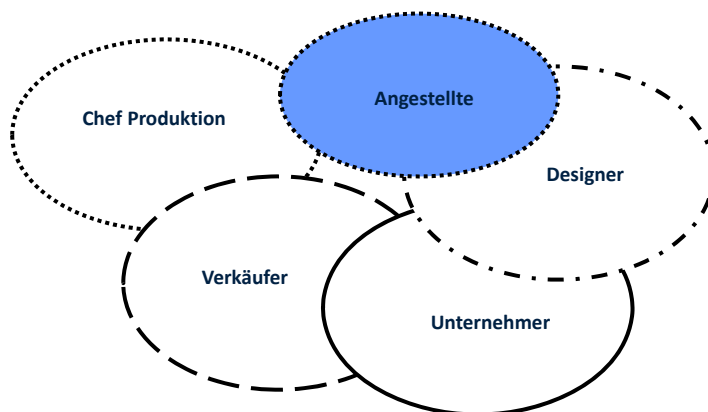 Angestellte
Chef Produktion
Designer
Verkäufer
Unternehmer